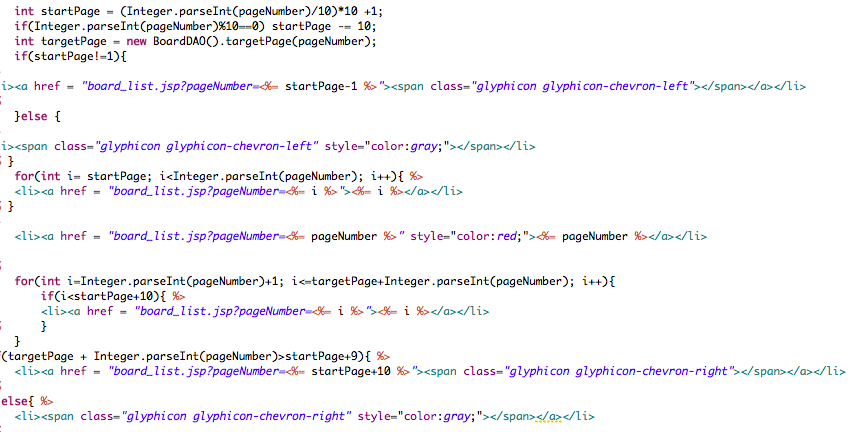 int startPage = (Integer.parseInt(pageNumber)/10)*10 +1;
if(Integer.parseInt(pageNumber)%10==0) startPage -= 10;
int targetPage = new BoardDAO().targetPage(pageNumber);
if(startPage!=1){
i><a href = "board_list.jsp?pageNumber=<%= startPage-1 %>"><span class="glyphicon glyphicon-chevron-left"></span></a></li>
}else {
i><span class="glyphicon glyphicon-chevron-left" style="color:gray;"></span></li>
}
for(int i= startPage; i<Integer.parseInt(pageNumber); i++){ %>
<li><a href = "board_list.jsp?pageNumber=<%= i %>"><%= i %></a></li>
}
<li><a href = "board_list.jsp?pageNumber=<%= pageNumber %>" style="color:red;"><%= pageNumber %></a></li>
for(int i=Integer.parseInt(pageNumber)+1; i<=targetPage+Integer.parseInt(pageNumber); i++){
if(i<startPage+10){ %>
<li><a href = "board_list.jsp?pageNumber=<%= i %>"><%= i %></a></li>
}
}
(targetPage + Integer.parseInt(pageNumber)>startPage+9){ %>
<li><a href = "board_list.jsp?pageNumber=<%= startPage+10 %>"><span class="glyphicon glyphicon-chevron-right"></span></a></li>
else{ %>
<li><span class="glyphicon glyphicon-chevron-right" style="color:gray;"></span></a></li>